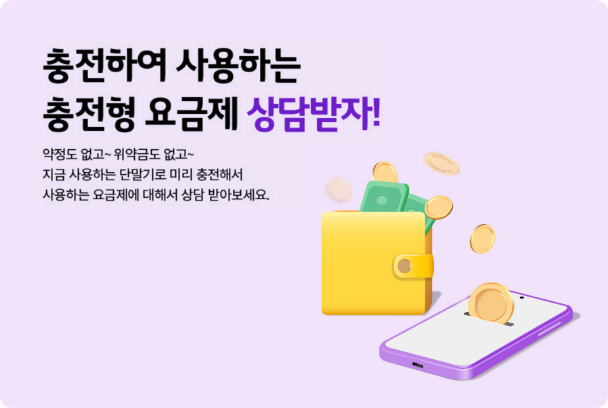 충전하여 사용하는
충전형 요금제 상담받자!
약정도 없고~ 위약금도 없고~
지금 사용하는 단말기로 미리 충전해서
사용하는 요금제에 대해서 상담 받아보세요.